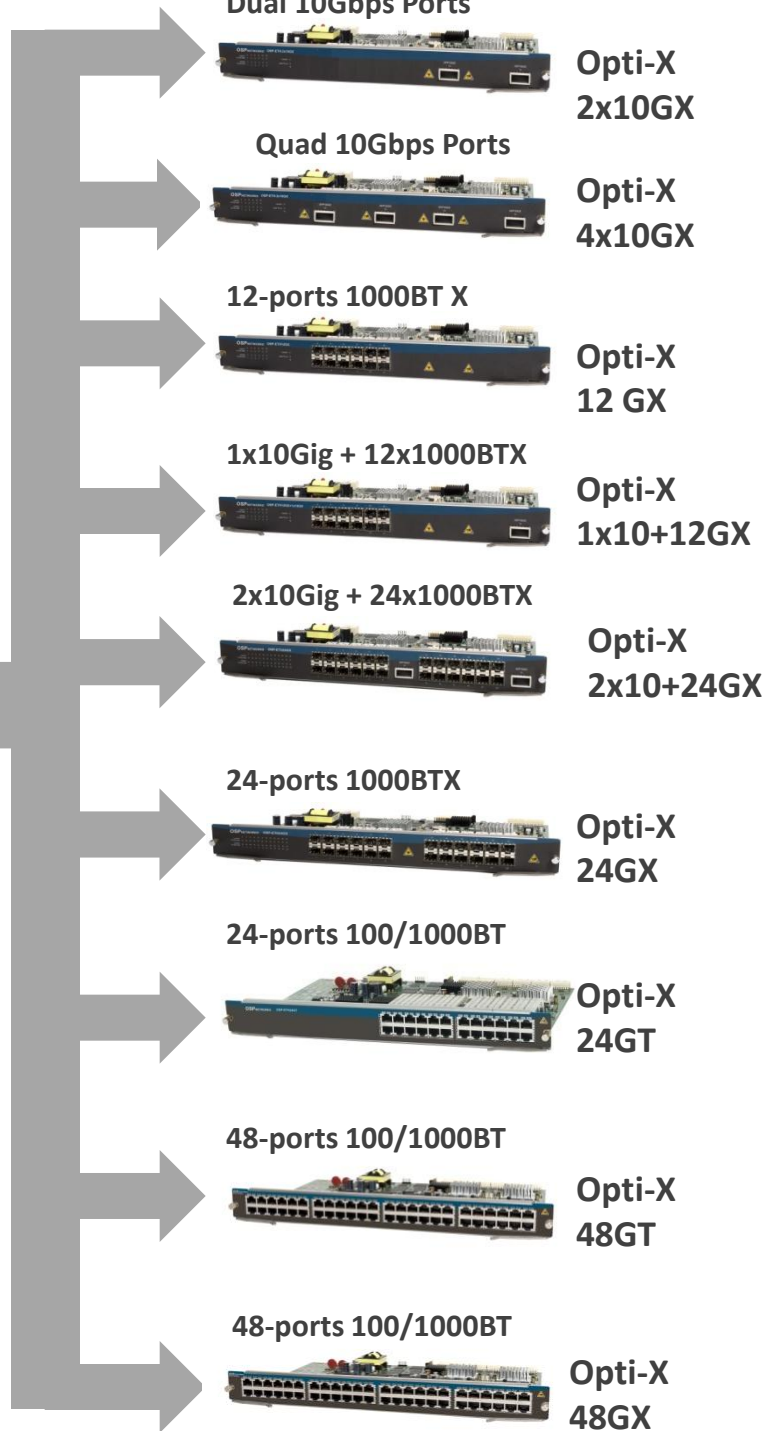 Dual 10Gbps Ports
Opti-X
2x10GX
Quad 10Gbps Ports
Opti-X
4x10GX
12-ports 1000BT X
Opti-X
12 GX
1x10Gig + 12x1000BTX
Opti-X
1x10+12GX
2x10Gig + 24x1000BTX
Opti-X
2x10+24GX
24-ports 1000BTX
Opti-X
24GX
24-ports 100/1000BT
Opti-X
24GT
48-ports 100/1000BT
Opti-X
48GT
48-ports 100/1000BT
Opti-X
48GX